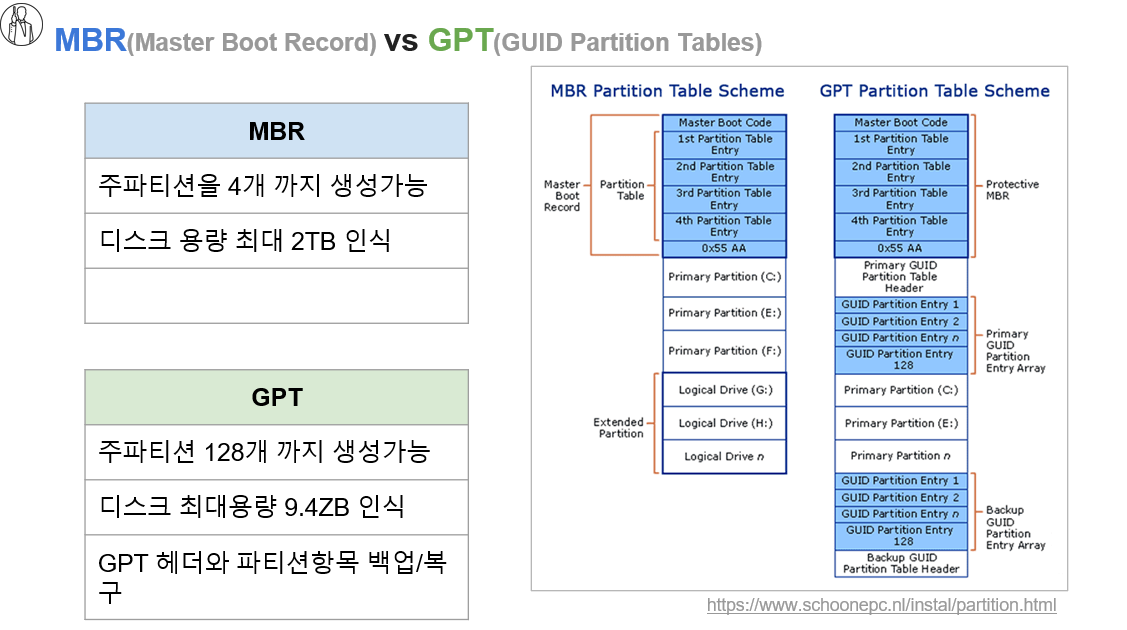 MBR(Master Boot Record) vs GPT(GUID Partition Tables)
MBR
주파티션을 4개 까지 생성가능
디스크 용량 최대 2TB 인식
GPT
주파티션 128개 까지 생성가능
디스크 최대용량 9.4ZB 인식
GPT 헤더와 파티션항목 백업/복
구
MBR Partition Table Scheme
Master Boot Code
1st Partition Table
Entry
2nd Partition Table
Entry
3rd Partition Table
Entry
4th Partition Table
Entry
0x55 AA
Master
Boot
Record
Partition
Table
Primary Partition (C:)
Primary Partition (E:)
Primary Partition (F:)
Logical Drive (G:)
Logical Drive (H:)
Logical Drive n
Extended
Partition
GPT Partition Table Scheme
Master Boot Code
1st Partition Table
Entry
2nd Partition Table
Entry
3rd Partition Table
Entry
4th Partition Table
Entry
0x55 AA
Protective
MBR
Primary GUID
Partition Table
Header
GUID Partition Entry 1
GUID Partition Entry 2
GUID Partition Entry n
GUID Partition Entry
128
Primary
GUID
Partition
Entry Array
Primary Partition (C:)
Primary Partition (E:)
Primary Partition n
GUID Partition Entry 1
GUID Partition Entry 2
GUID Partition Entry n
GUID Partition Entry
128
Backup
GUID
Partition
Entry Array
Backup GUID
Partition Table Header
https://www.schoonepc.nl/instal/partition.html